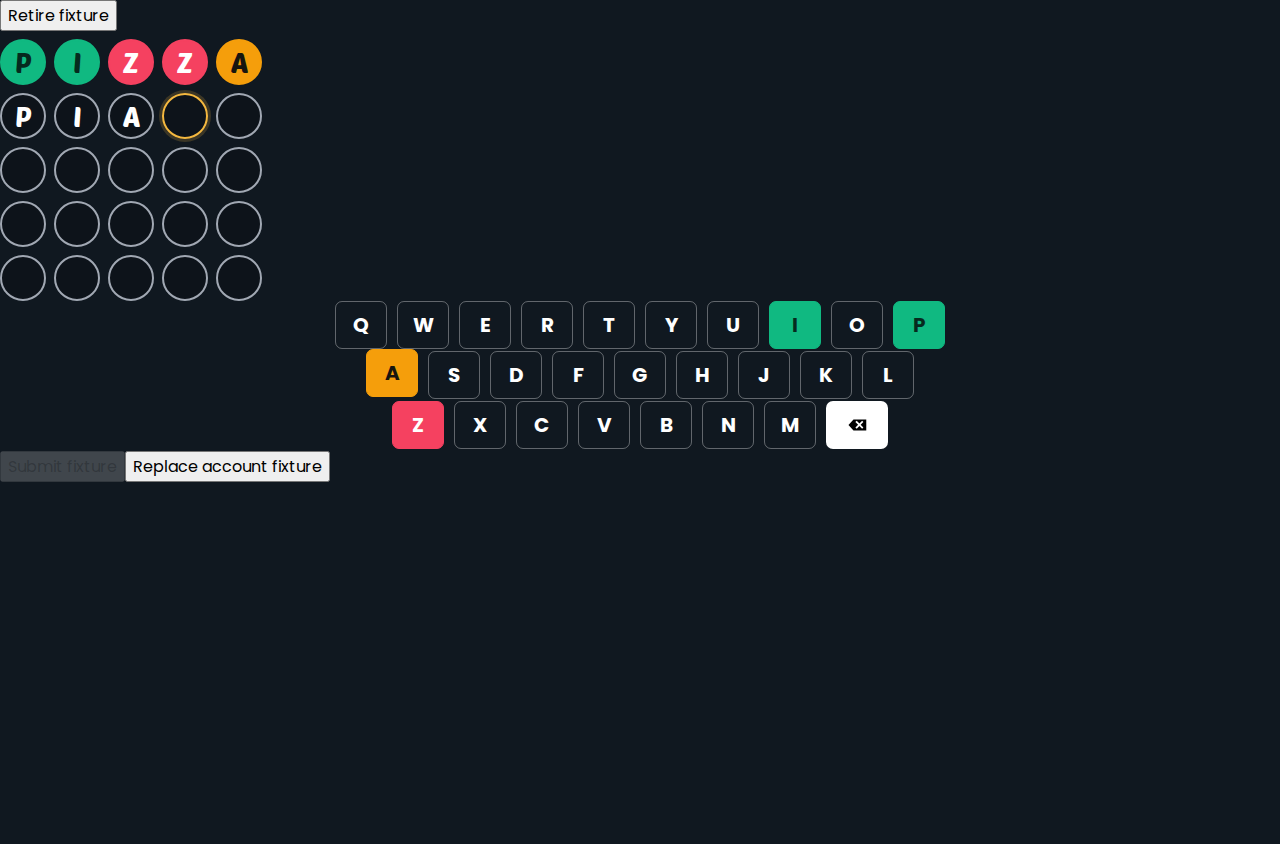 Retire fixture
P I Z Z A
P I A
Q W E R T Y U I O P
A S D F G H J K L
Z X C V B N M
Submit fixture Replace account fixture